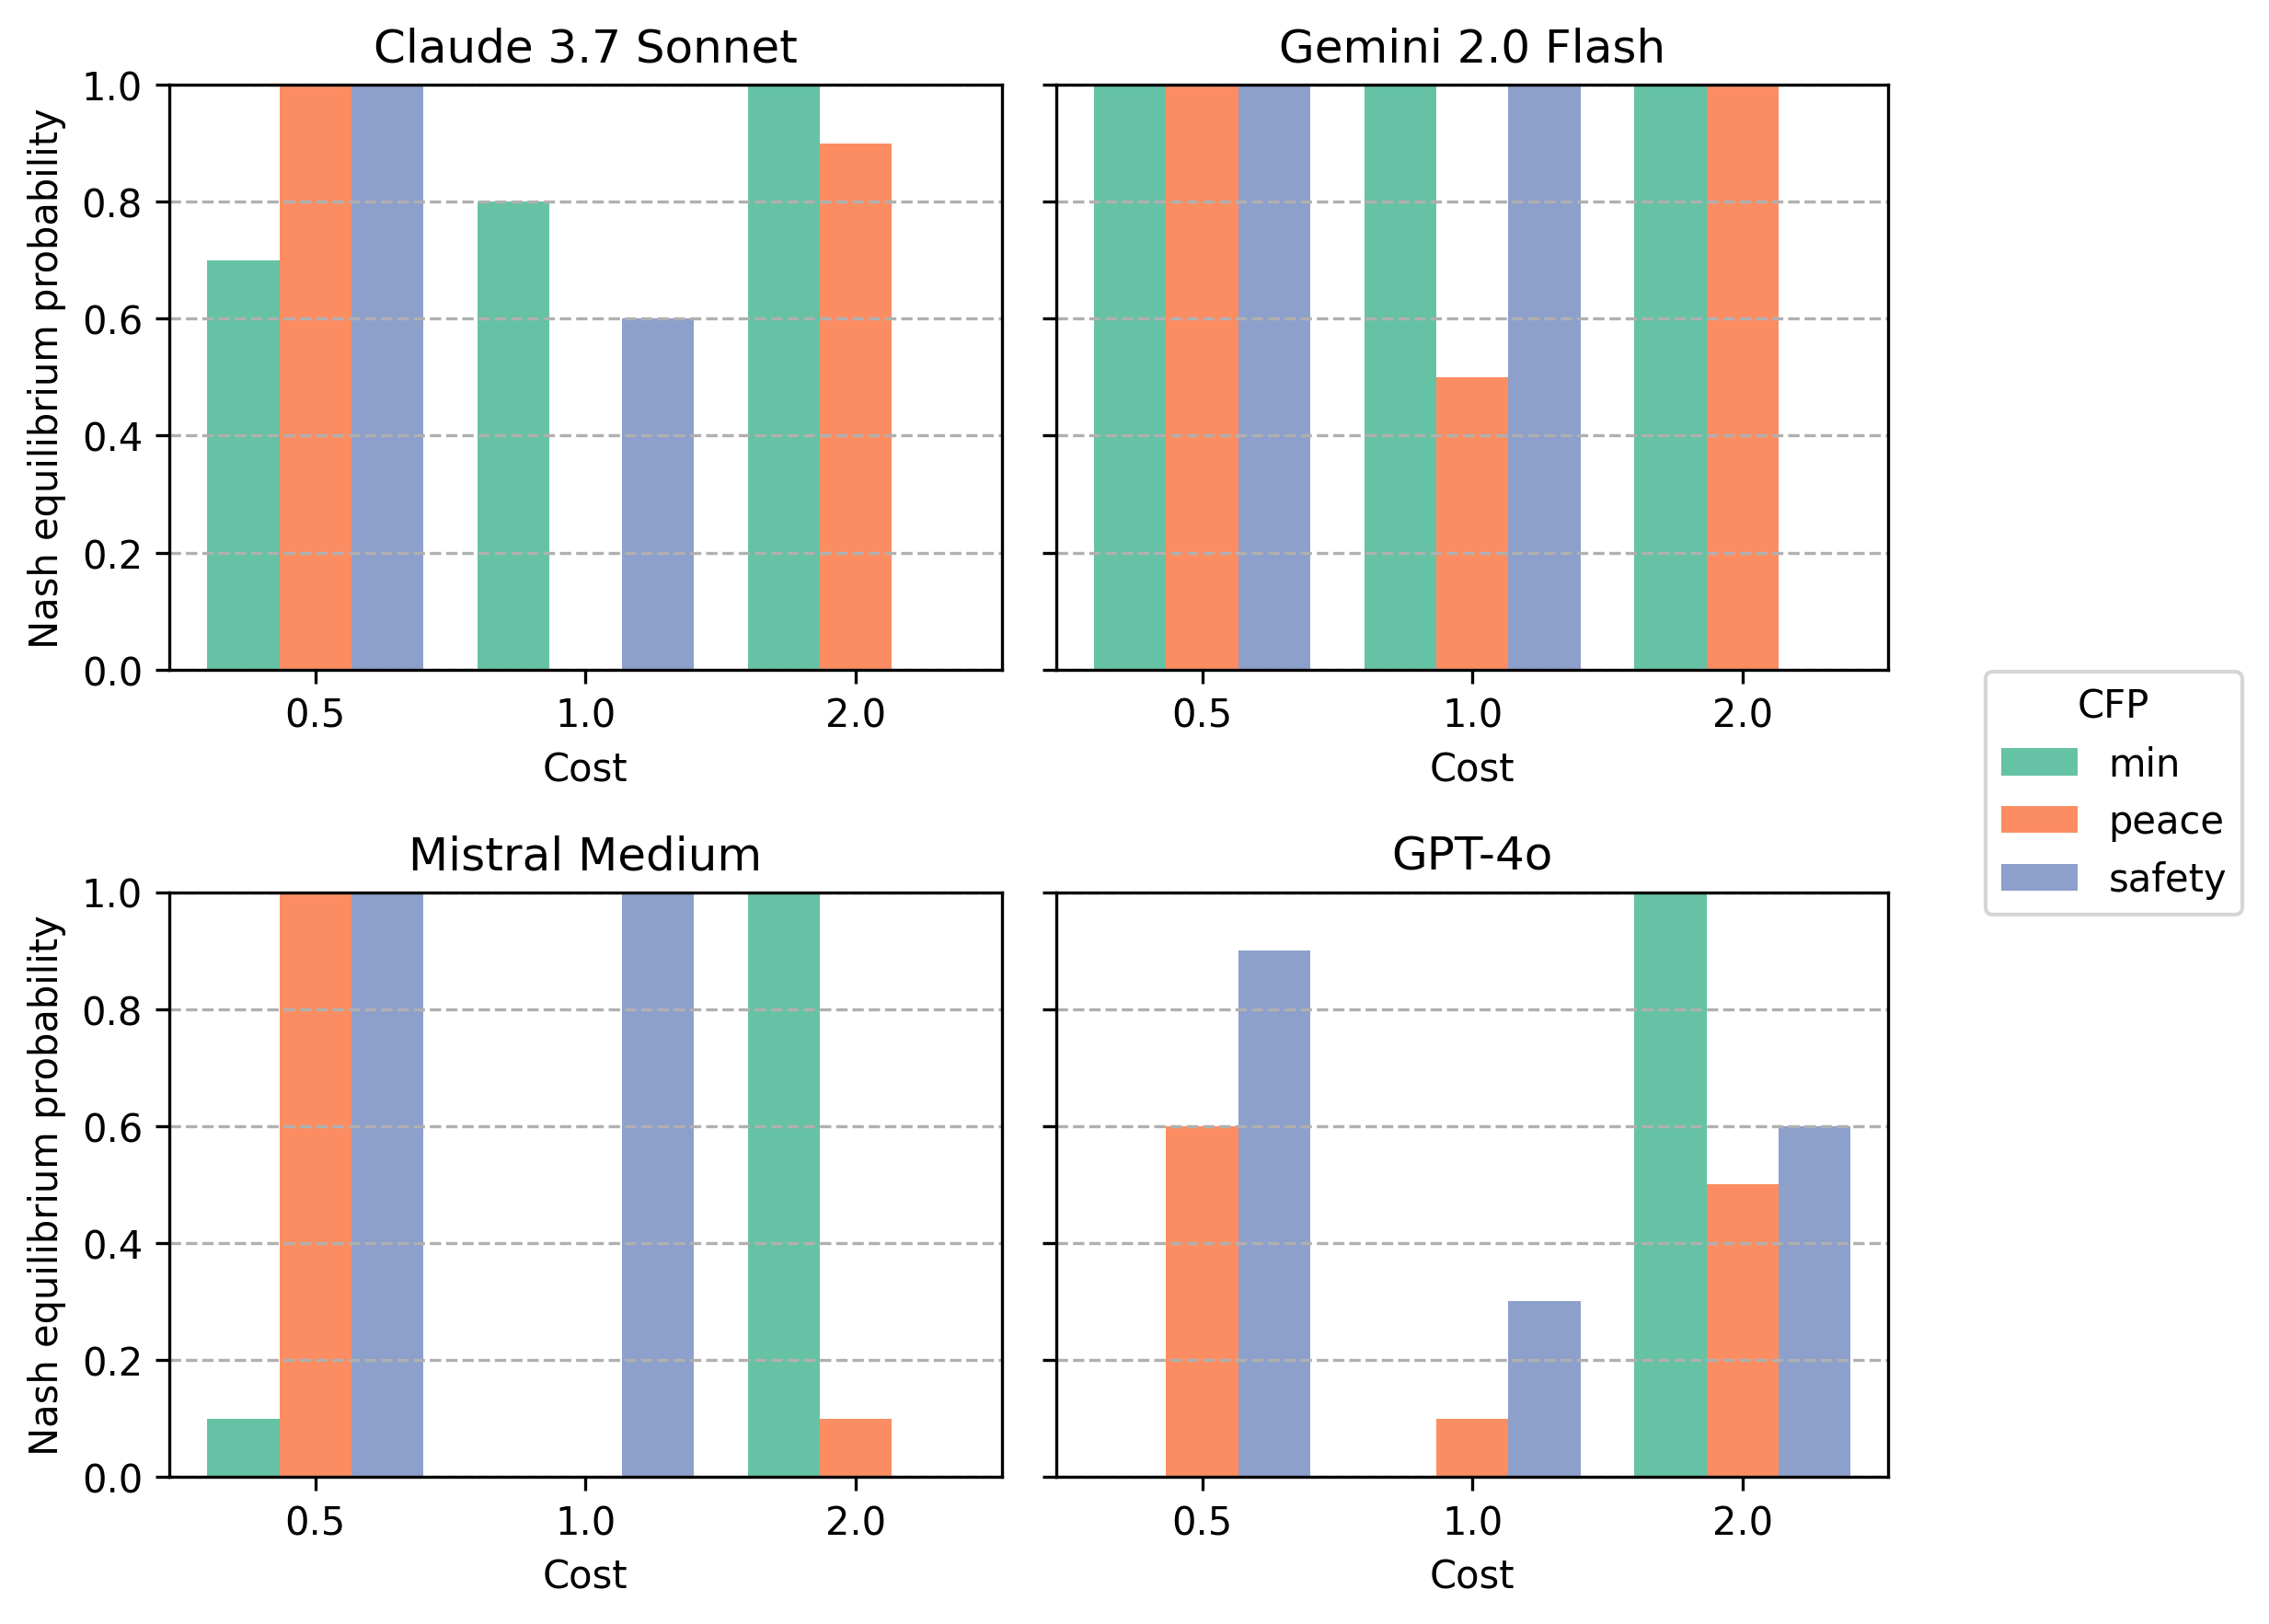 Claude 3.7 Sonnet
Nash equilibrium probability
1.0
0.8
0.6
0.4
0.2
0.0
0.5 1.0 2.0
Cost
Gemini 2.0 Flash
0.5 1.0 2.0
Cost
Mistral Medium
Nash equilibrium probability
1.0
0.8
0.6
0.4
0.2
0.0
0.5 1.0 2.0
Cost
GPT-4o
0.5 1.0 2.0
Cost
CFP
min
peace
safety